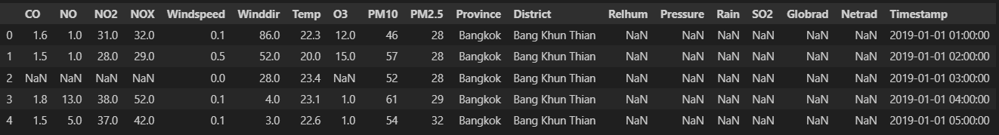 CO NO NO2 NOX Windspeed Winddir Temp O3 PM10 PM2.5 Province District Relhum Pressure Rain SO2 Globrad Netrad Timestamp
0 1.6 1.0 31.0 32.0 0.1 86.0 22.3 12.0 46 28 Bangkok Bang Khun Thian NaN NaN NaN NaN NaN NaN 2019-01-01 01:00:00
1 1.5 1.0 28.0 29.0 0.5 52.0 20.0 15.0 57 28 Bangkok Bang Khun Thian NaN NaN NaN NaN NaN NaN 2019-01-01 02:00:00
2 NaN NaN NaN NaN 0.0 28.0 23.4 NaN 52 28 Bangkok Bang Khun Thian NaN NaN NaN NaN NaN NaN 2019-01-01 03:00:00
3 1.8 13.0 38.0 52.0 0.1 4.0 23.1 1.0 61 29 Bangkok Bang Khun Thian NaN NaN NaN NaN NaN NaN 2019-01-01 04:00:00
4 1.5 5.0 37.0 42.0 0.1 3.0 22.6 1.0 54 32 Bangkok Bang Khun Thian NaN NaN NaN NaN NaN NaN 2019-01-01 05:00:00